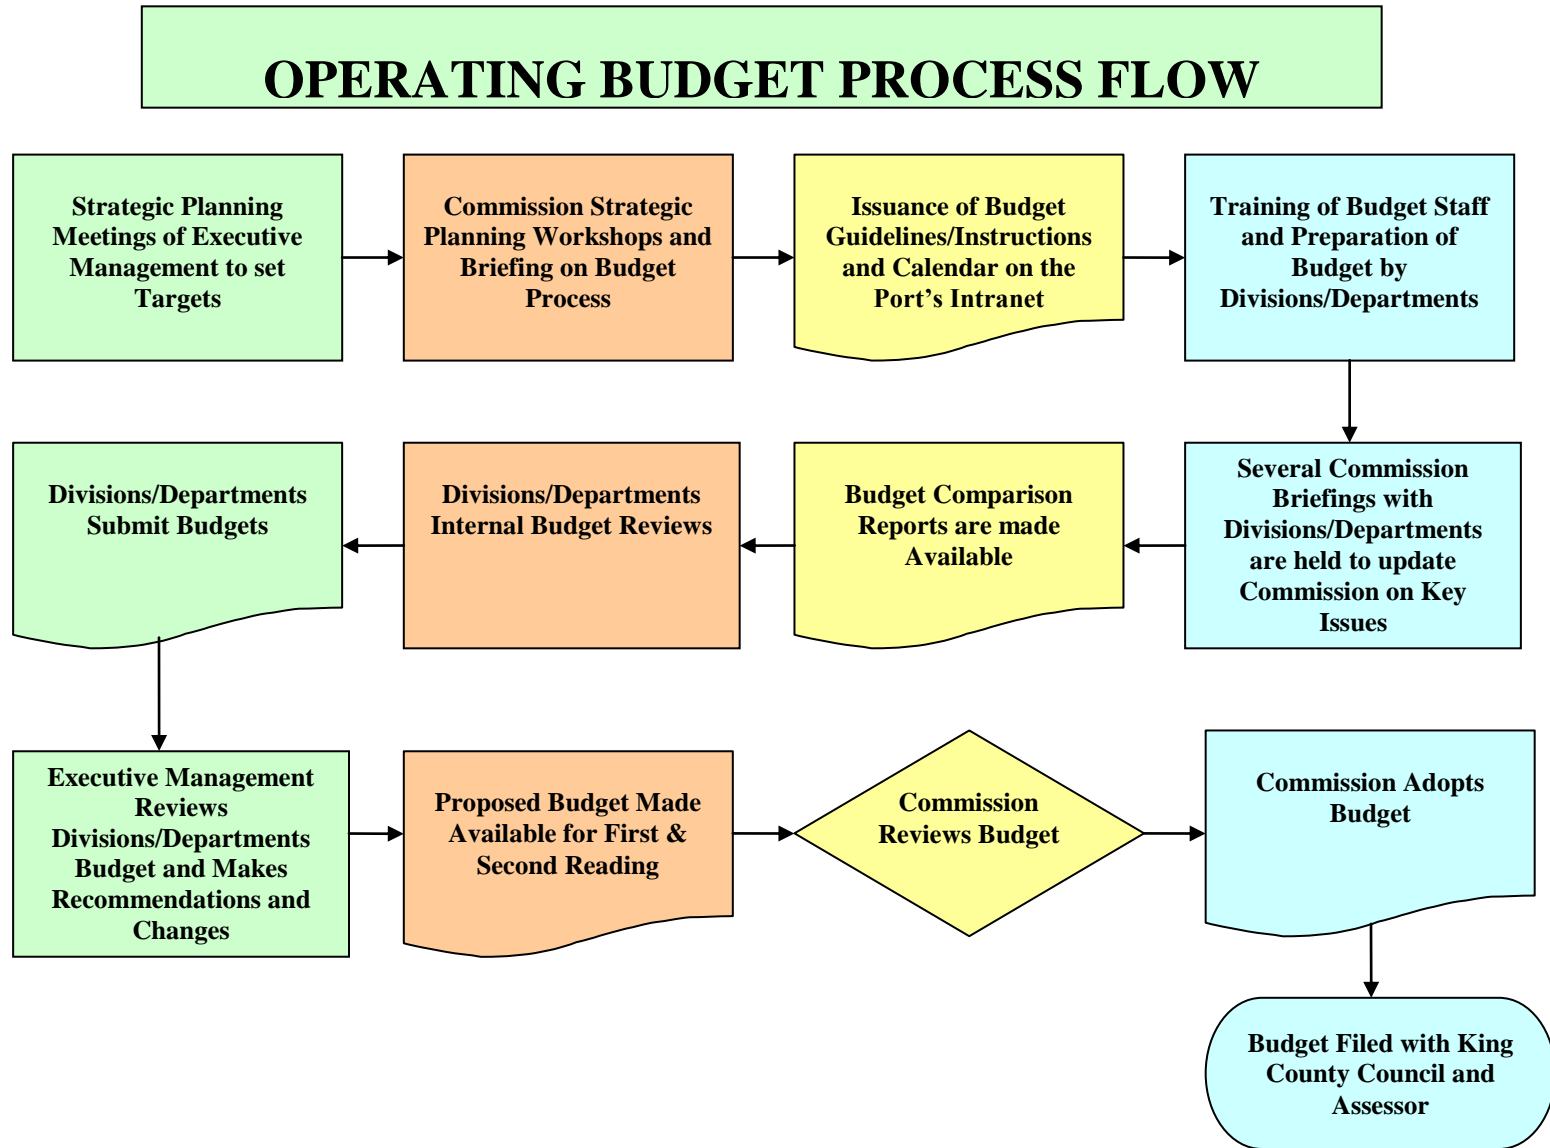 OPERATING BUDGET PROCESS FLOW
Strategic Planning
Meetings of Executive
Management to set
Targets
Commission Strategic
Planning Workshops and
Briefing on Budget
Process
Issuance of Budget
Guidelines/Instructions
and Calendar on the
Port’s Intranet
Training of Budget Staff
and Preparation of
Budget by
Divisions/Departments
Several Commission
Briefings with
Divisions/Departments
are held to update
Commission on Key
Issues
Budget Comparison
Reports are made
Available
Divisions/Departments
Internal Budget Reviews
Divisions/Departments
Submit Budgets
Executive Management
Reviews
Divisions/Departments
Budget and Makes
Recommendations and
Changes
Proposed Budget Made
Available for First &
Second Reading
Commission
Reviews Budget
Commission Adopts
Budget
Budget Filed with King
County Council and
Assessor